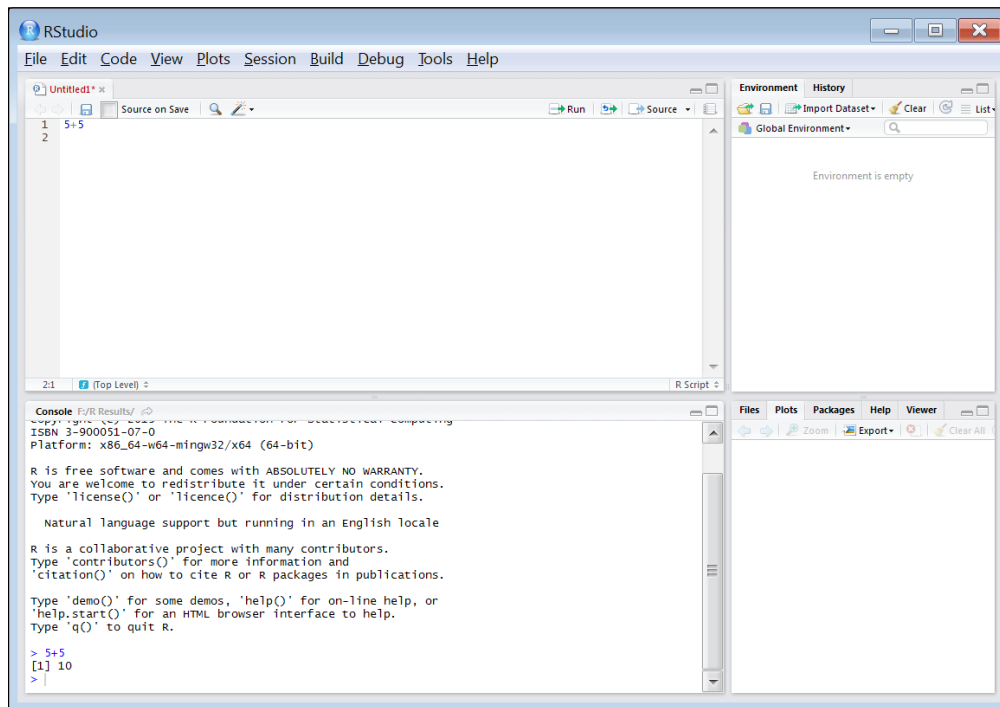 RStudio
File Edit Code View Plots Session Build Debug Tools Help
Untitled1*
Source on Save Run Source
1 5+5
2
2:1 (Top Level) R Script
Environment History
Import Dataset Clear List
Global Environment
Environment is empty
Console F:/R Results/
ISBN 3-900051-07-0
Platform: x86_64-w64-mingw32/x64 (64-bit)
R is free software and comes with ABSOLUTELY NO WARRANTY.
You are welcome to redistribute it under certain conditions.
Type 'license()' or 'licence()' for distribution details.
Natural language support but running in an English locale
R is a collaborative project with many contributors.
Type 'contributors()' for more information and
'citation()' on how to cite R or R packages in publications.
Type 'demo()' for some demos, 'help()' for on-line help, or
'help.start()' for an HTML browser interface to help.
Type 'q()' to quit R.
> 5+5
[1] 10
>
Files Plots Packages Help Viewer
Zoom Export Clear All